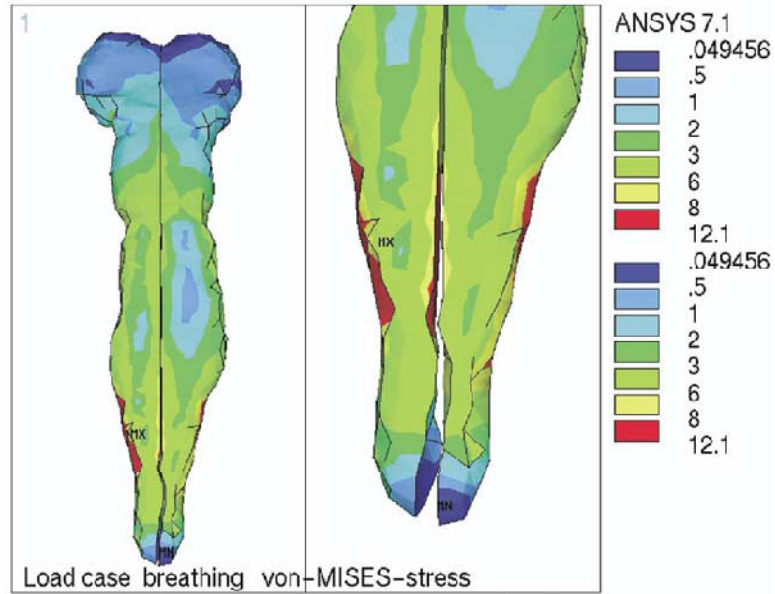 1
ANSYS 7.1
.049456
.5
1
2
3
6
8
12.1
.049456
.5
1
2
3
6
8
12.1
MX
MX
MN
MN
Load case breathing von-MISES-stress